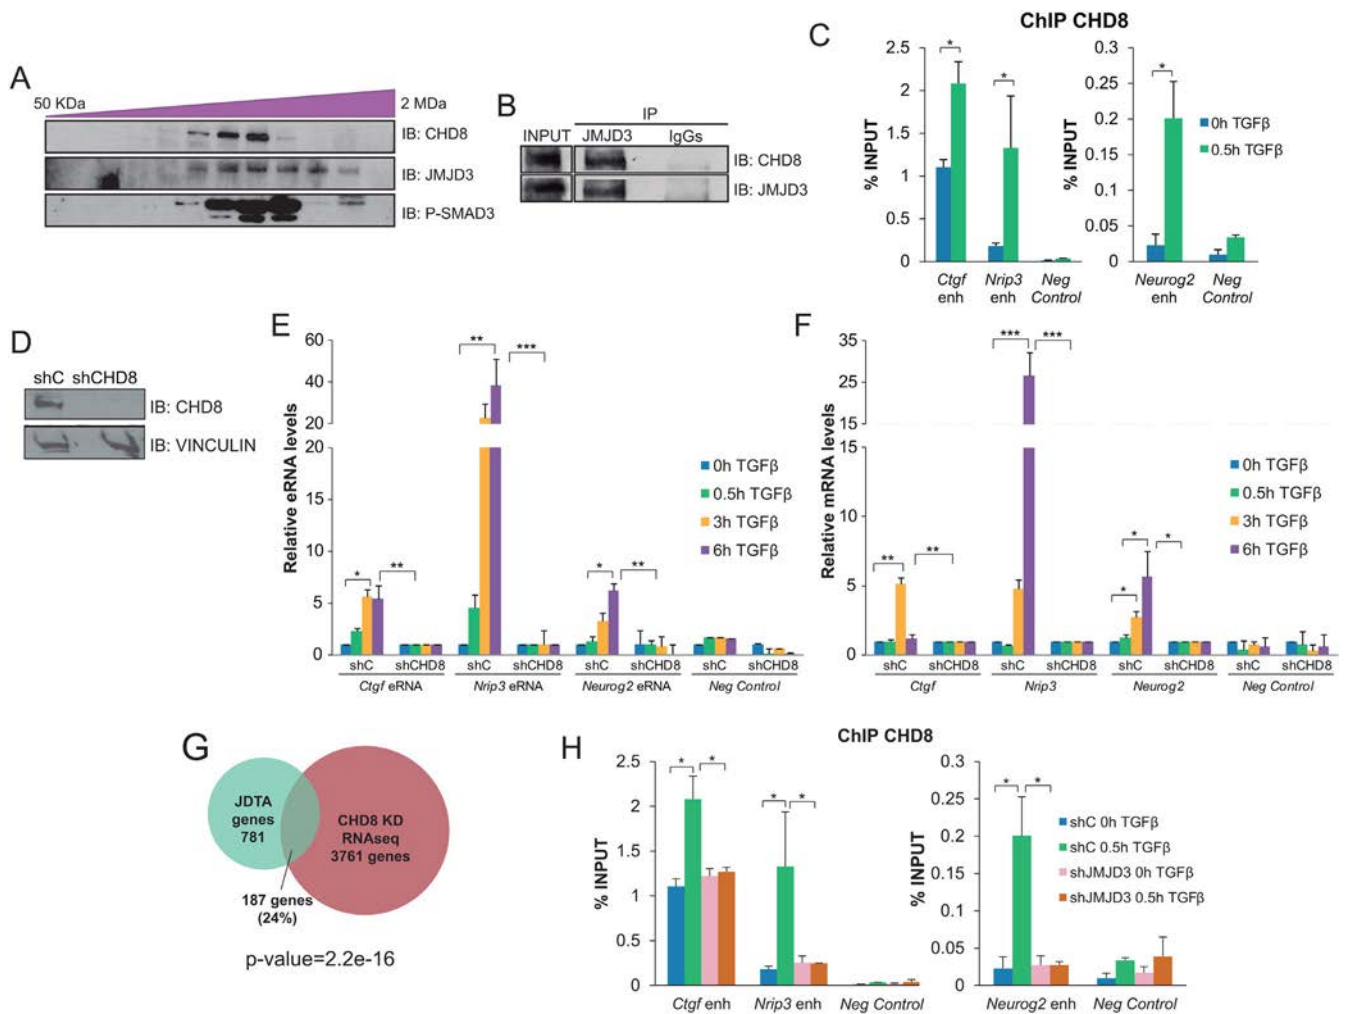 A
50 KDa
2 MDa
IB: CHD8
IB: JMJD3
IB: P-SMAD3
B
IP
INPUT JMJD3 IgGs
IB: CHD8
IB: JMJD3
C
ChIP CHD8
% INPUT
2.5
2
1.5
1
0.5
0
* *
Ctgf enh
Nrip3 enh
Neg Control
% INPUT
0.3
0.25
0.2
0.15
0.1
0.05
0
*
Neurog2 enh
Neg Control
0h TGFβ
0.5h TGFβ
D
shC shCHD8
IB: CHD8
IB: VINCULIN
E
Relative eRNA levels
60
40
20
20
15
10
5
0
* ** ** *** * **
0h TGFβ
0.5h TGFβ
3h TGFβ
6h TGFβ
shC shCHD8 shC shCHD8 shC shCHD8 shC shCHD8
Ctgf eRNA Nrip3 eRNA Neurog2 eRNA Neg Control
F
Relative mRNA levels
35
25
15
15
10
5
0
** ** *** *** * * *
0h TGFβ
0.5h TGFβ
3h TGFβ
6h TGFβ
shC shCHD8 shC shCHD8 shC shCHD8 shC shCHD8
Ctgf Nrip3 Neurog2 Neg Control
G
JDTA
genes
781
CHD8 KD
RNAseq
3761 genes
187 genes
(24%)
p-value=2.2e-16
H
ChIP CHD8
% INPUT
2.5
2
1.5
1
0.5
0
* * * *
Ctgf enh Nrip3 enh Neg Control
% INPUT
0.3
0.25
0.2
0.15
0.1
0.05
0
* *
Neurog2 enh Neg Control
shC 0h TGFβ
shC 0.5h TGFβ
shJMJD3 0h TGFβ
shJMJD3 0.5h TGFβ